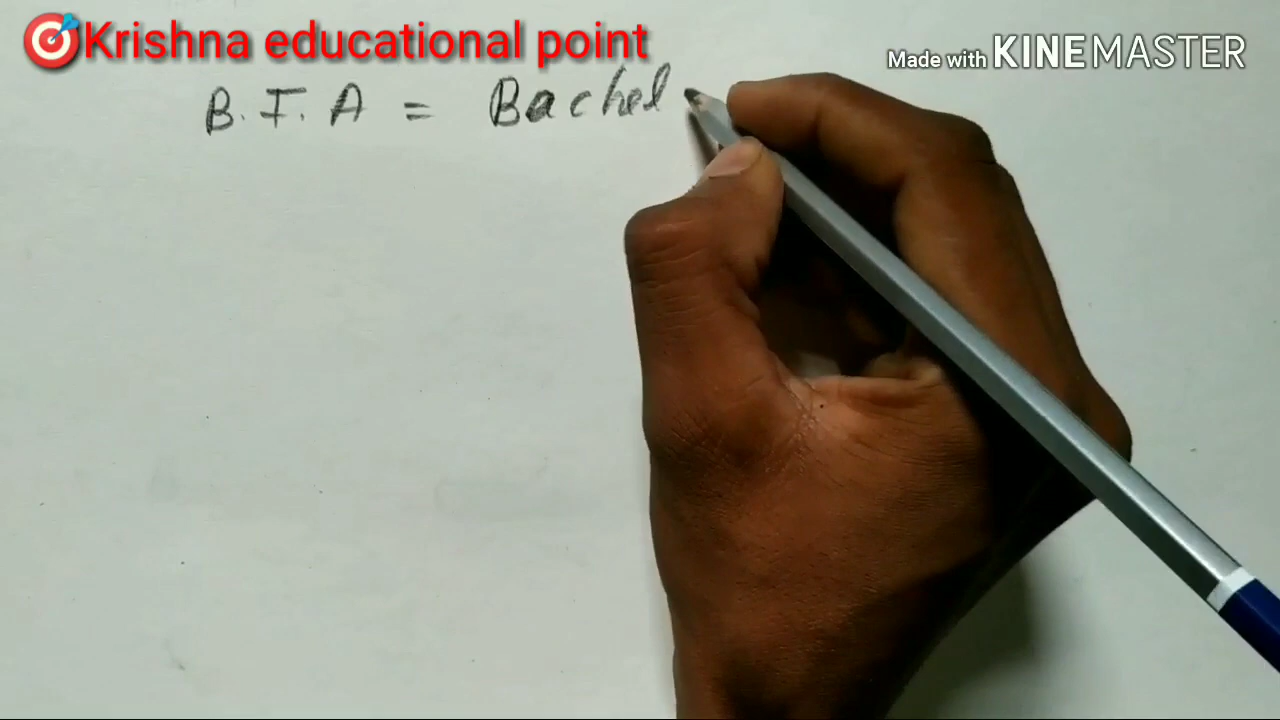 🎯Krishna educational point
Made with KINEMASTER
B.I.A = Bachel